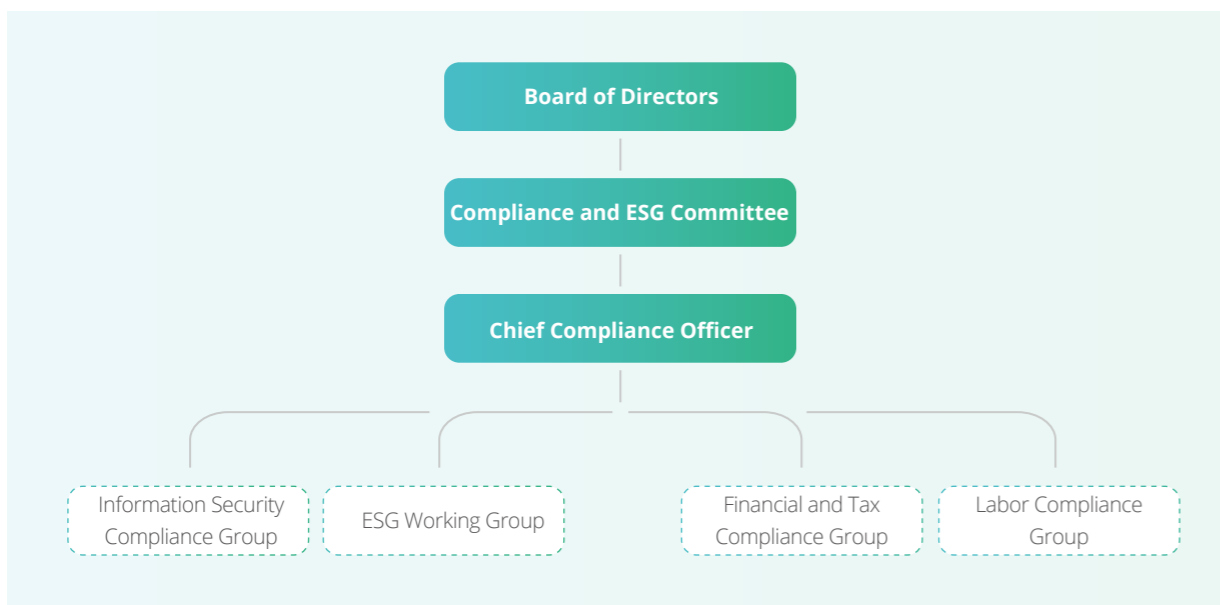 Board of Directors
Compliance and ESG Committee
Chief Compliance Officer
Information Security
Compliance Group
ESG Working Group
Financial and Tax
Compliance Group
Labor Compliance
Group